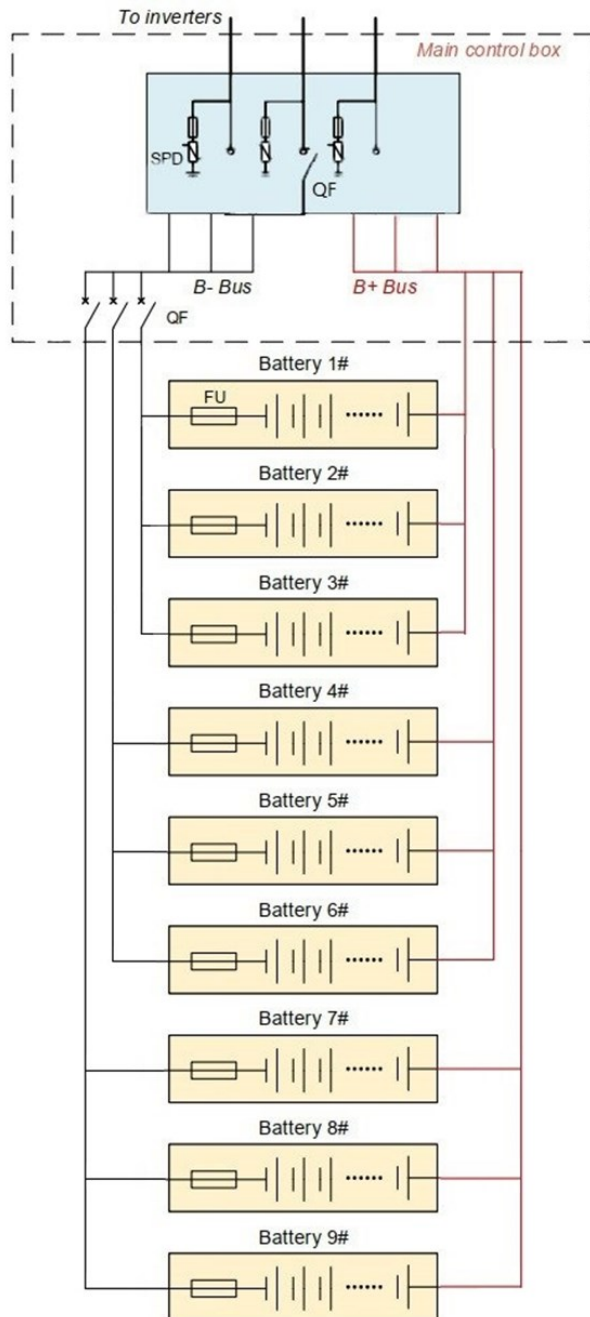 To inverters
Main control box
SPD
QF
B- Bus
B+ Bus
QF
Battery 1#
FU
Battery 2#
Battery 3#
Battery 4#
Battery 5#
Battery 6#
Battery 7#
Battery 8#
Battery 9#